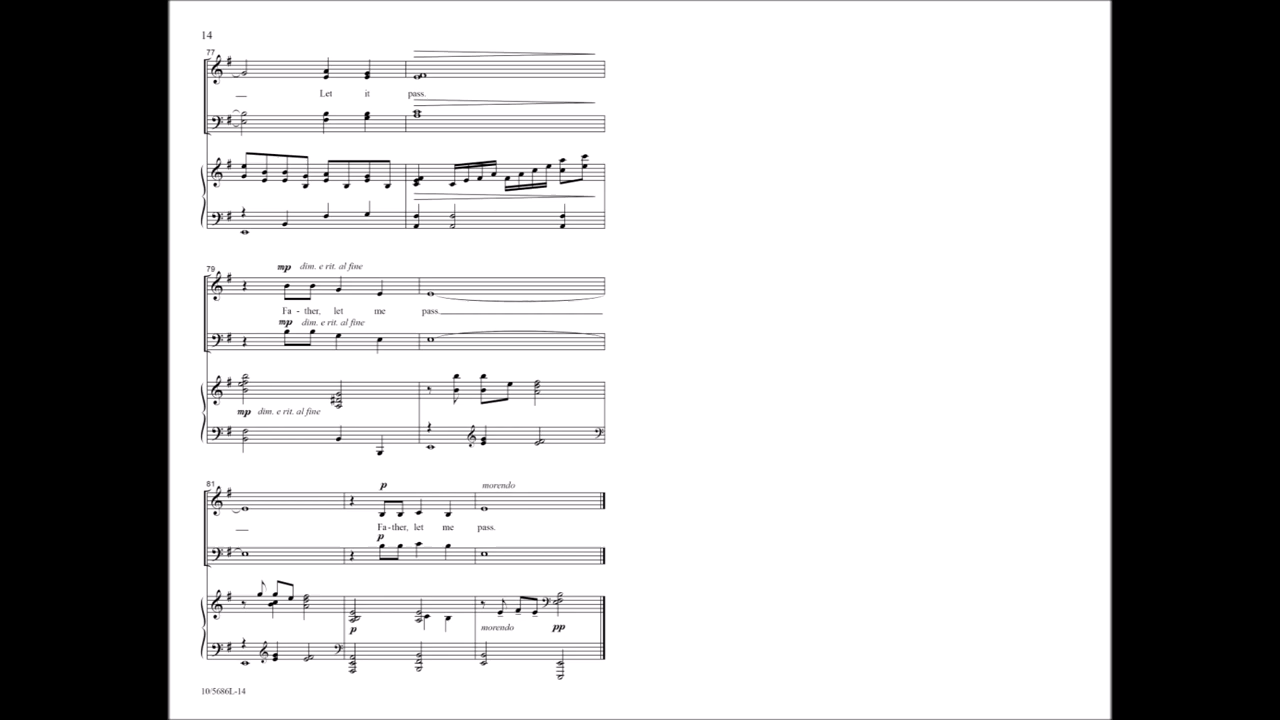 14
77
Let it
pass.
79
mp dim. e rit. al fine
Fa - ther, let me pass.
mp dim. e rit. al fine
mp dim. e rit. al fine
81
p morendo
Fa - ther, let me pass.
p
p morendo pp
10/5686L-14